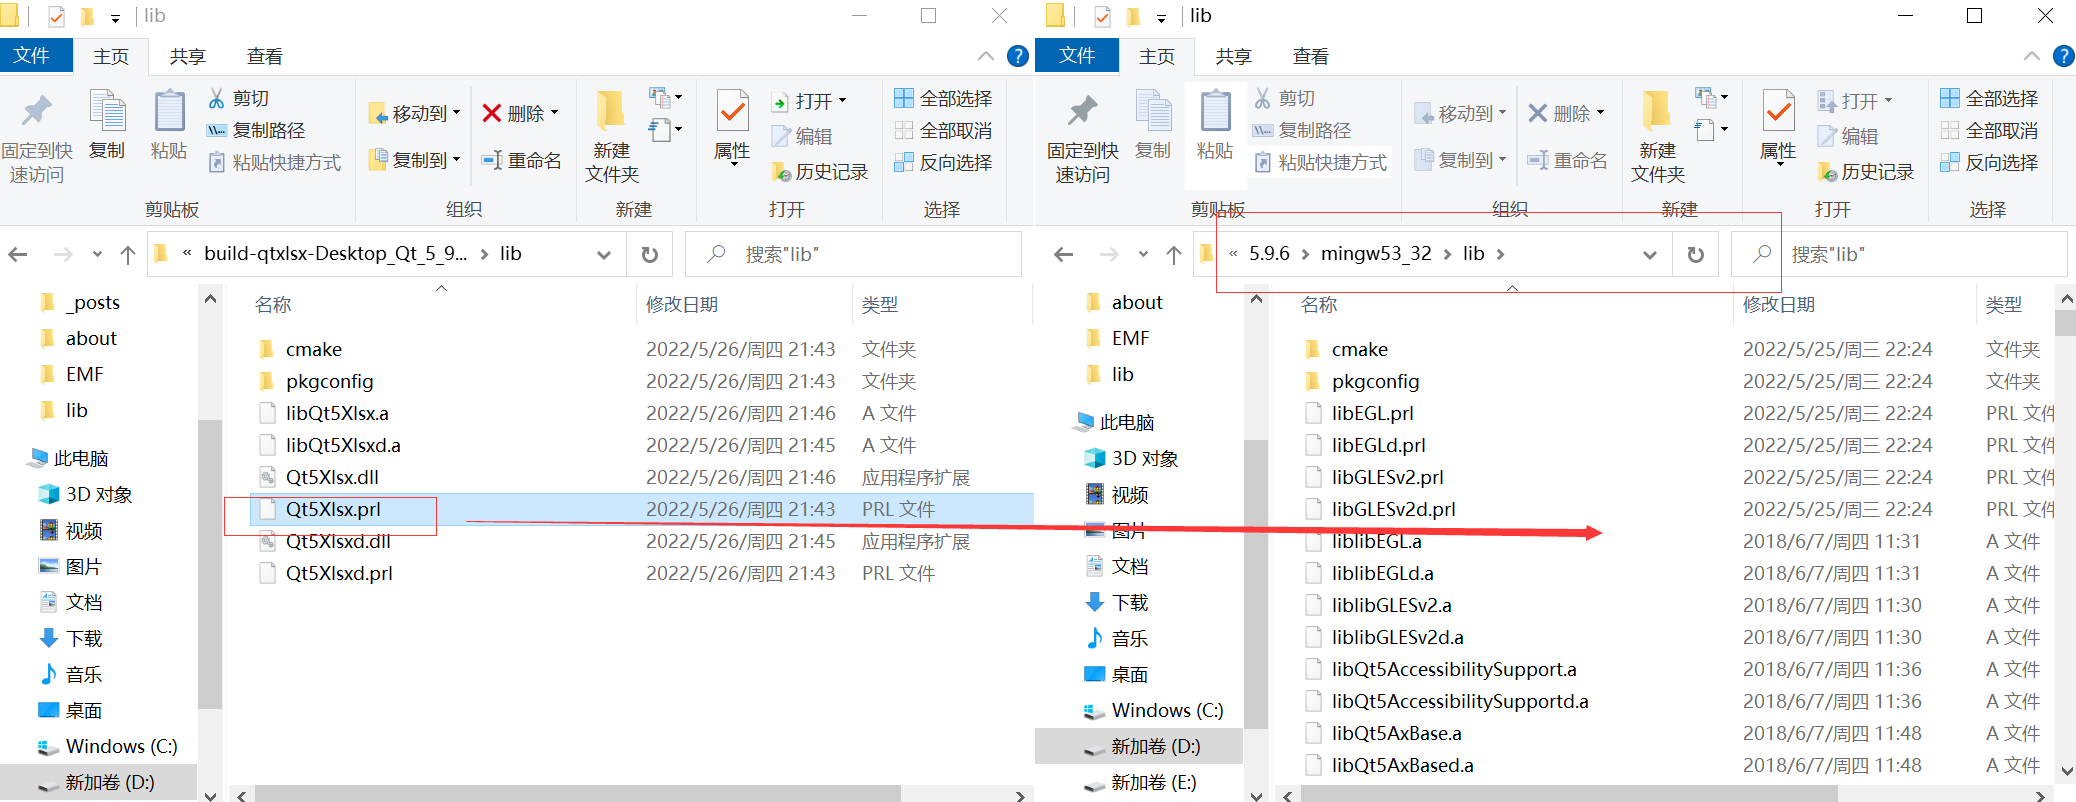 lib
文件
主页
共享
查看
固定到快
速访问
复制
粘贴
剪切
复制路径
粘贴快捷方式
剪贴板
移动到
复制到
删除
重命名
组织
新建
文件夹
新建
属性
打开
编辑
历史记录
打开
全部选择
全部取消
反向选择
选择
« build-qtxlsx-Desktop_Qt_5_9... › lib
搜索"lib"
_posts
about
EMF
lib
此电脑
3D 对象
视频
图片
文档
下载
音乐
桌面
Windows (C:)
新加卷 (D:)
名称 修改日期 类型
cmake 2022/5/26/周四 21:43 文件夹
pkgconfig 2022/5/26/周四 21:43 文件夹
libQt5Xlsx.a 2022/5/26/周四 21:46 A 文件
libQt5Xlsxd.a 2022/5/26/周四 21:45 A 文件
Qt5Xlsx.dll 2022/5/26/周四 21:46 应用程序扩展
Qt5Xlsx.prl 2022/5/26/周四 21:43 PRL 文件
Qt5Xlsxd.dll 2022/5/26/周四 21:45 应用程序扩展
Qt5Xlsxd.prl 2022/5/26/周四 21:43 PRL 文件
lib
文件
主页
共享
查看
固定到快
速访问
复制
粘贴
剪切
复制路径
粘贴快捷方式
剪贴板
移动到
复制到
删除
重命名
组织
新建
文件夹
新建
属性
打开
编辑
历史记录
打开
全部选择
全部取消
反向选择
选择
« 5.9.6 › mingw53_32 › lib ›
搜索"lib"
about
EMF
lib
此电脑
3D 对象
视频
图片
文档
下载
音乐
桌面
Windows (C:)
新加卷 (D:)
新加卷 (E:)
名称 修改日期 类型
cmake 2022/5/25/周三 22:24 文件夹
pkgconfig 2022/5/25/周三 22:24 文件夹
libEGL.prl 2022/5/25/周三 22:24 PRL 文件
libEGLd.prl 2022/5/25/周三 22:24 PRL 文件
libGLESv2.prl 2022/5/25/周三 22:24 PRL 文件
libGLESv2d.prl 2022/5/25/周三 22:24 PRL 文件
liblibEGL.a 2018/6/7/周四 11:31 A 文件
liblibEGLd.a 2018/6/7/周四 11:31 A 文件
liblibGLESv2.a 2018/6/7/周四 11:30 A 文件
liblibGLESv2d.a 2018/6/7/周四 11:30 A 文件
libQt5AccessibilitySupport.a 2018/6/7/周四 11:36 A 文件
libQt5AccessibilitySupportd.a 2018/6/7/周四 11:36 A 文件
libQt5AxBase.a 2018/6/7/周四 11:48 A 文件
libQt5AxBased.a 2018/6/7/周四 11:48 A 文件